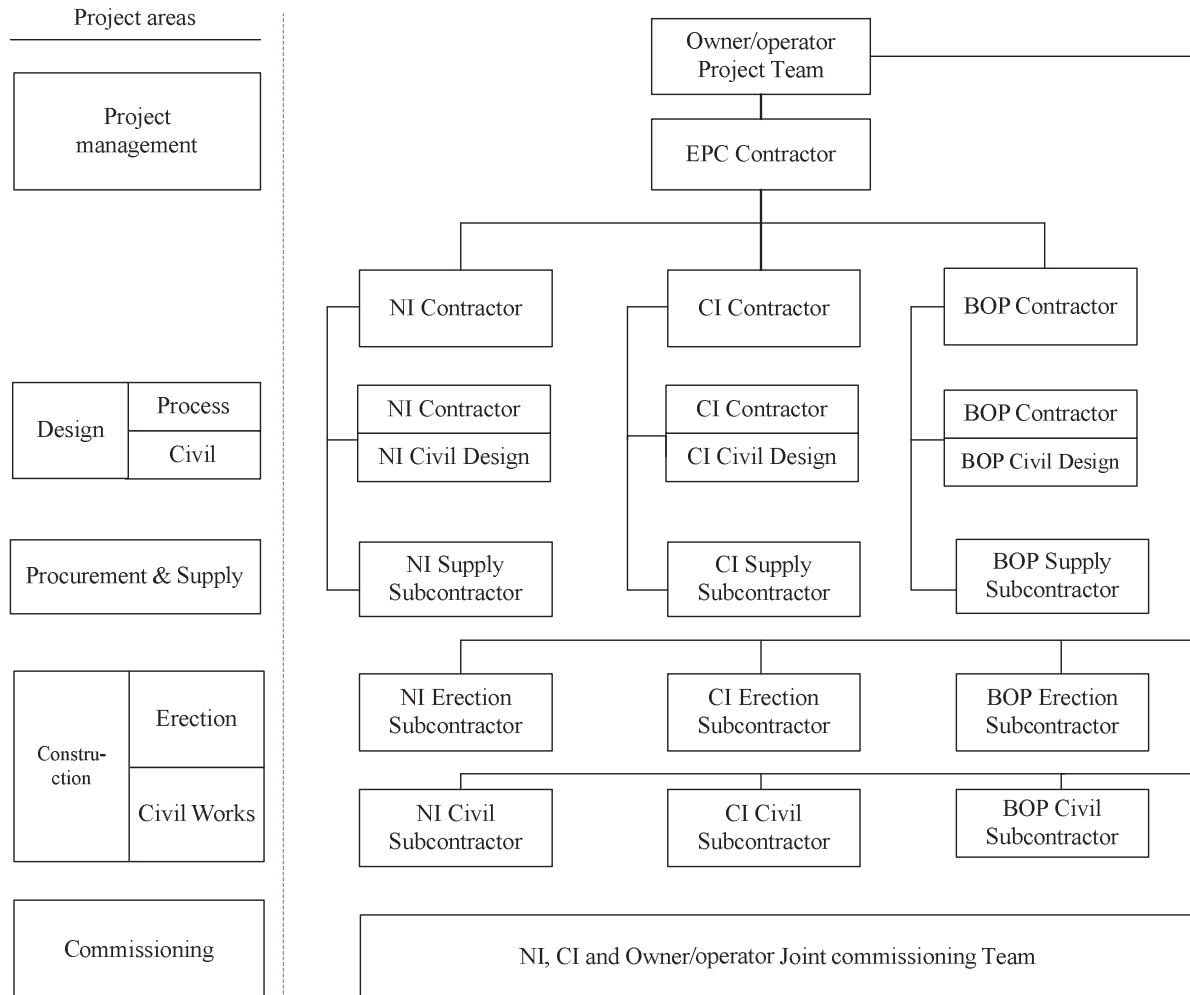 Project areas
Owner/operator
Project Team
Project
management
EPC Contractor
NI Contractor
CI Contractor
BOP Contractor
Design
Process
Civil
NI Contractor
NI Civil Design
CI Contractor
CI Civil Design
BOP Contractor
BOP Civil Design
Procurement & Supply
NI Supply
Subcontractor
CI Supply
Subcontractor
BOP Supply
Subcontractor
Constru-
ction
Erection
Civil Works
NI Erection
Subcontractor
CI Erection
Subcontractor
BOP Erection
Subcontractor
NI Civil
Subcontractor
CI Civil
Subcontractor
BOP Civil
Subcontractor
Commissioning
NI, CI and Owner/operator Joint commissioning Team